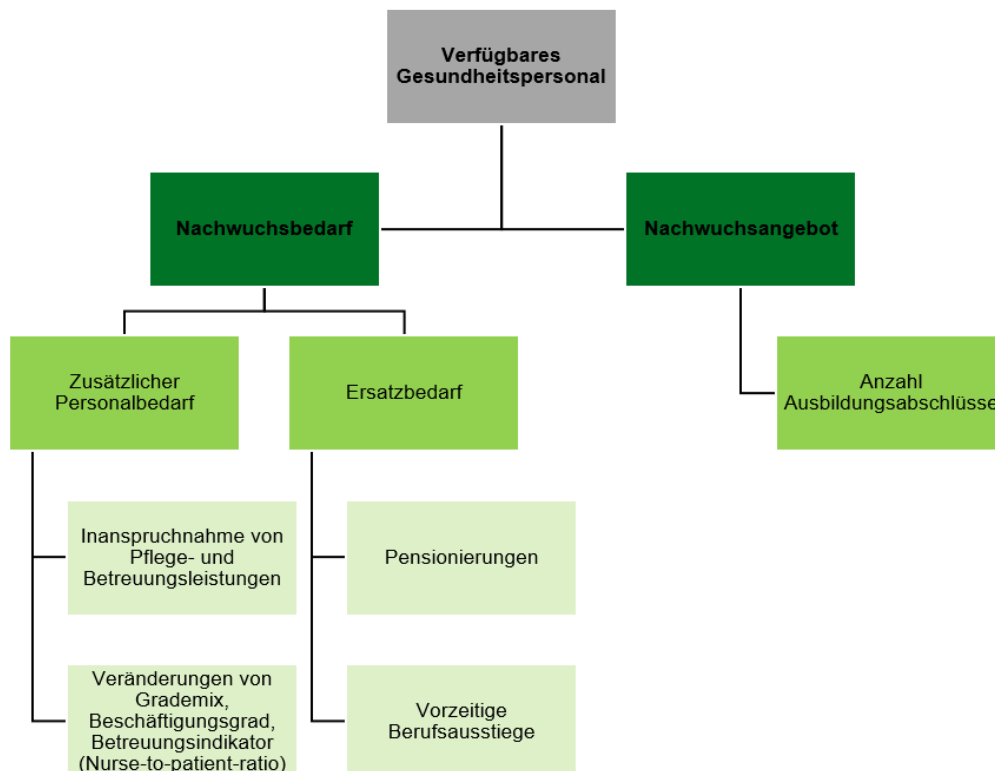 Verfügbares
Gesundheitspersonal
Nachwuchsbedarf
Nachwuchsangebot
Zusätzlicher
Personalbedarf
Ersatzbedarf
Anzahl
Ausbildungsabschlüsse
Inanspruchnahme von
Pflege- und
Betreuungsleistungen
Pensionierungen
Veränderungen von
Grademix,
Beschäftigungsgrad,
Betreuungsindikator
(Nurse-to-patient-ratio)
Vorzeitige
Berufsausstiege